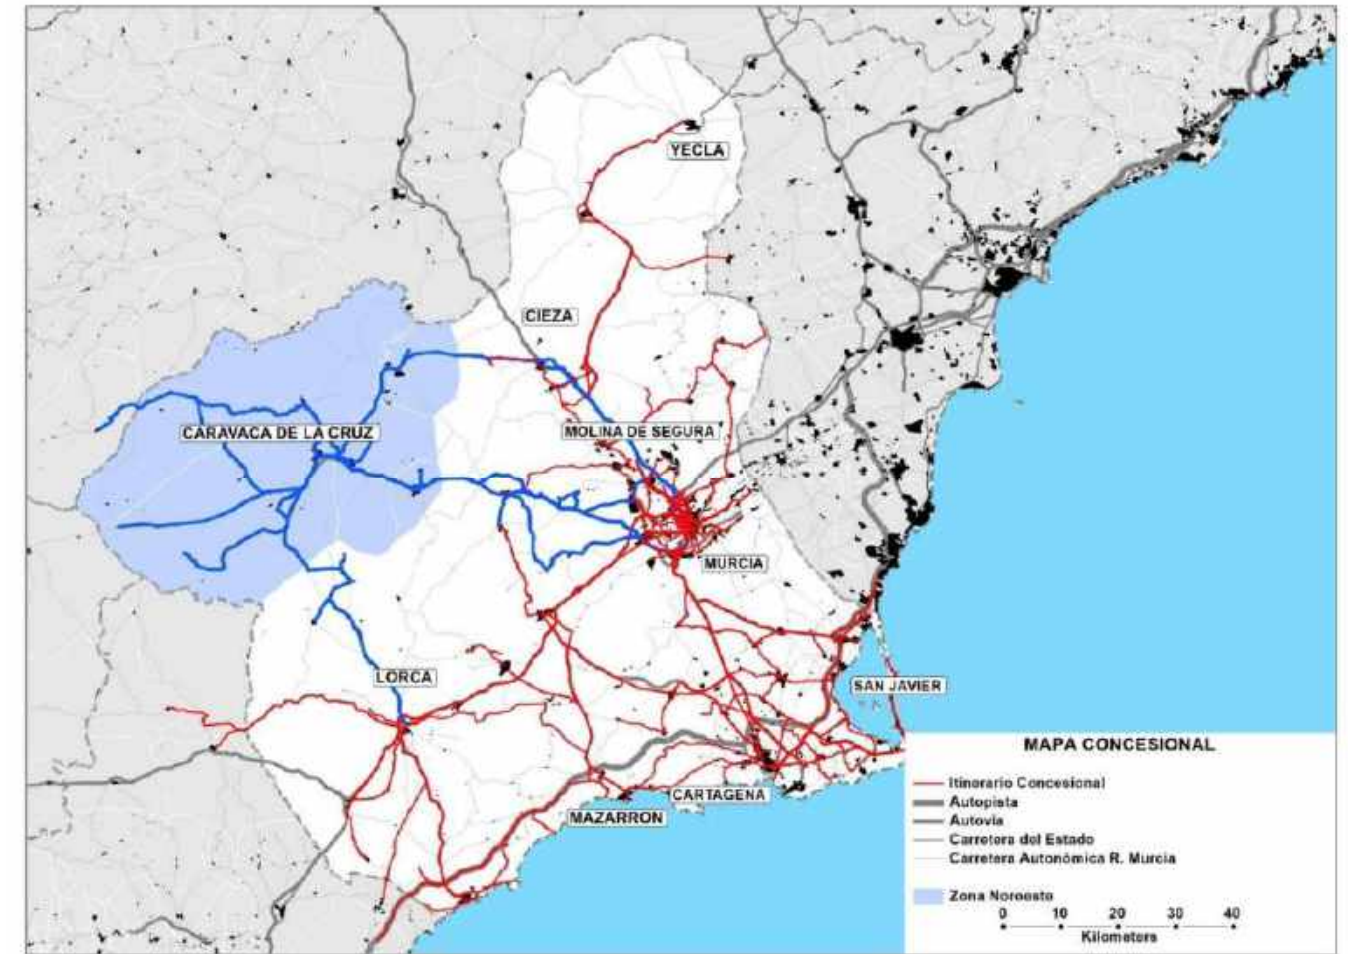 YECLA
CIEZA
CARAVACA DE LA CRUZ
MOLINA DE SEGURA
MURCIA
LORCA
SAN JAVIER
CARTAGENA
MAZARRON
MAPA CONCESIONAL
Itinerario Concesional
Autopista
Autovia
Carretera del Estado
Carretera Autonómica R. Murcia
Zona Noroeste
0 10 20 30 40
Kilometers